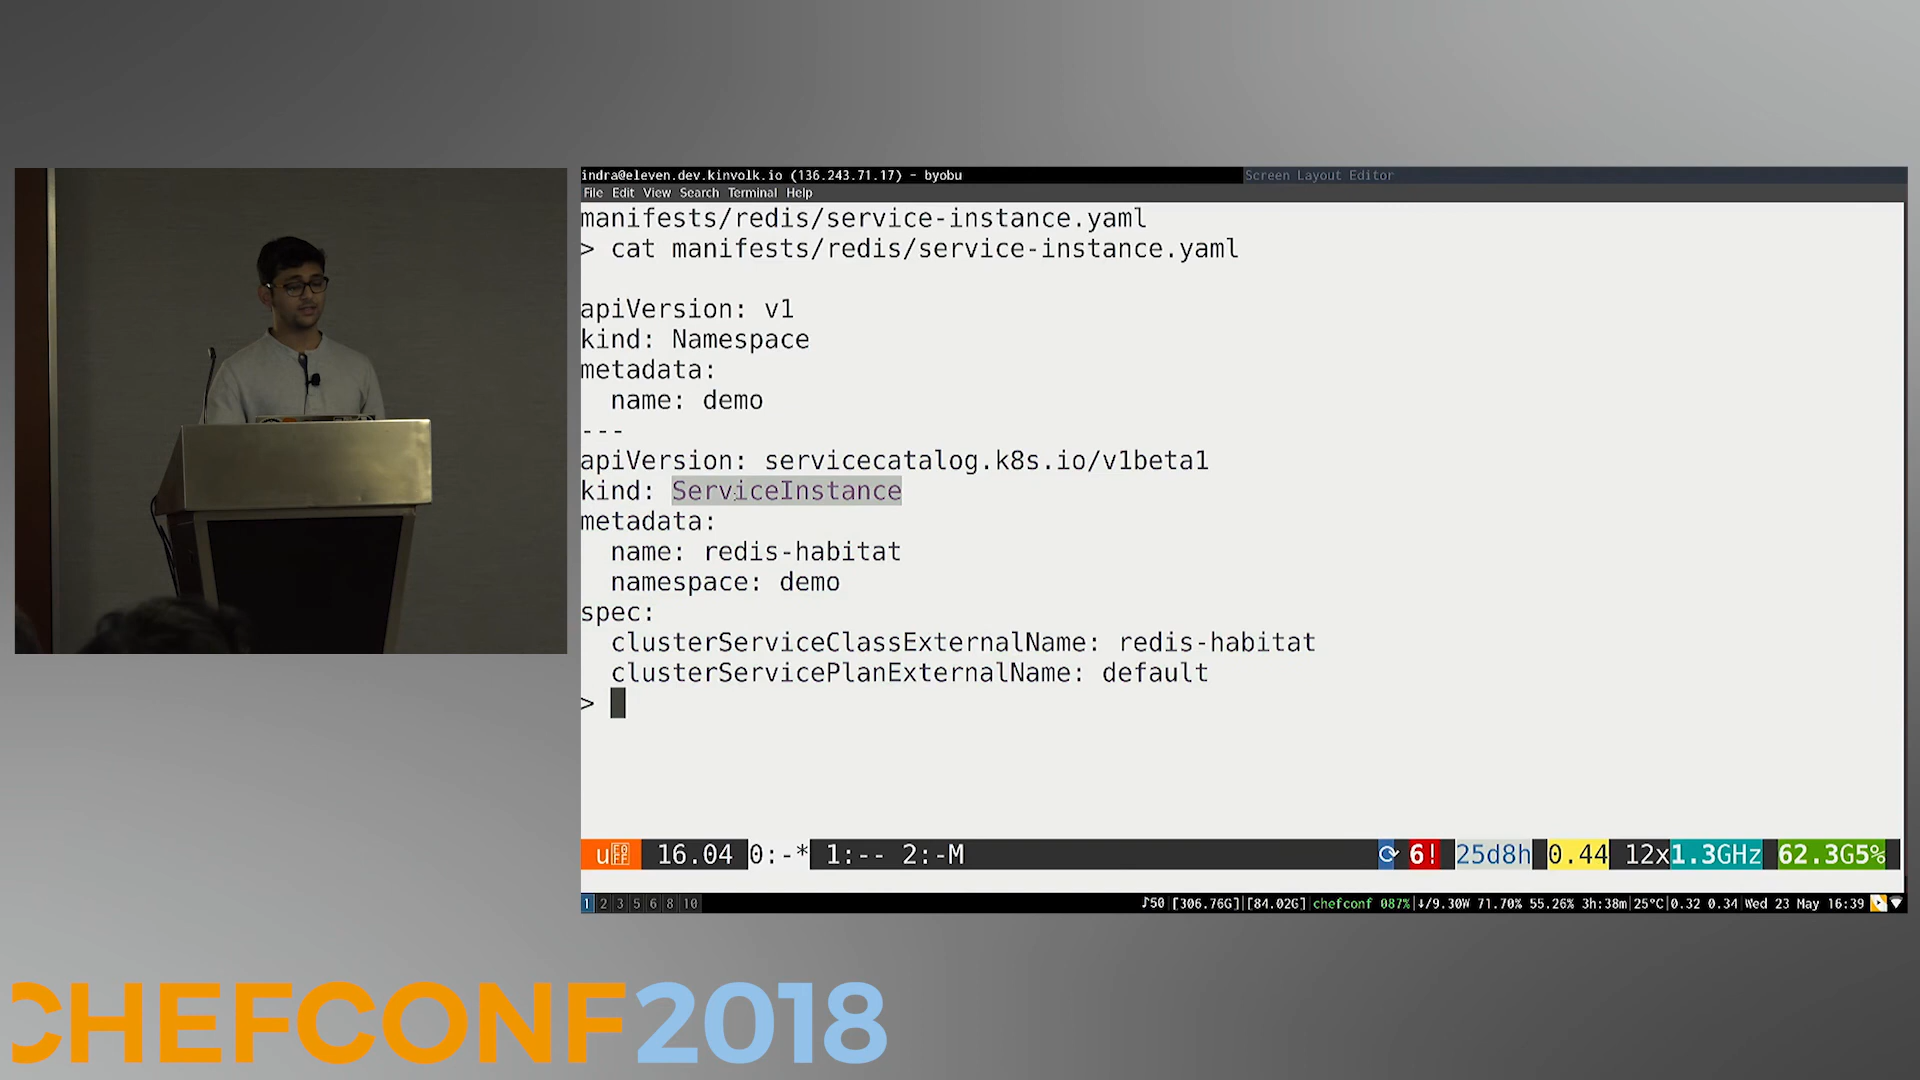 indra@eleven.dev.kinvolk.io (136.243.71.17) - byobu
Screen Layout Editor
File Edit View Search Terminal Help
manifests/redis/service-instance.yaml
> cat manifests/redis/service-instance.yaml
apiVersion: v1
kind: Namespace
metadata:
  name: demo
---
apiVersion: servicecatalog.k8s.io/v1beta1
kind: ServiceInstance
metadata:
  name: redis-habitat
  namespace: demo
spec:
  clusterServiceClassExternalName: redis-habitat
  clusterServicePlanExternalName: default
>
u 16.04 0:-* 1:-- 2:-M 6! 25d8h 0.44 12x1.3GHz 62.3G5%
1 2 3 5 6 8 10 ♪50 [306.76G]|[84.02G]|chefconf 087%|↓/9.30W 71.70% 55.26% 3h:38m|25°C|0.32 0.34|Wed 23 May 16:39
CHEFCONF2018